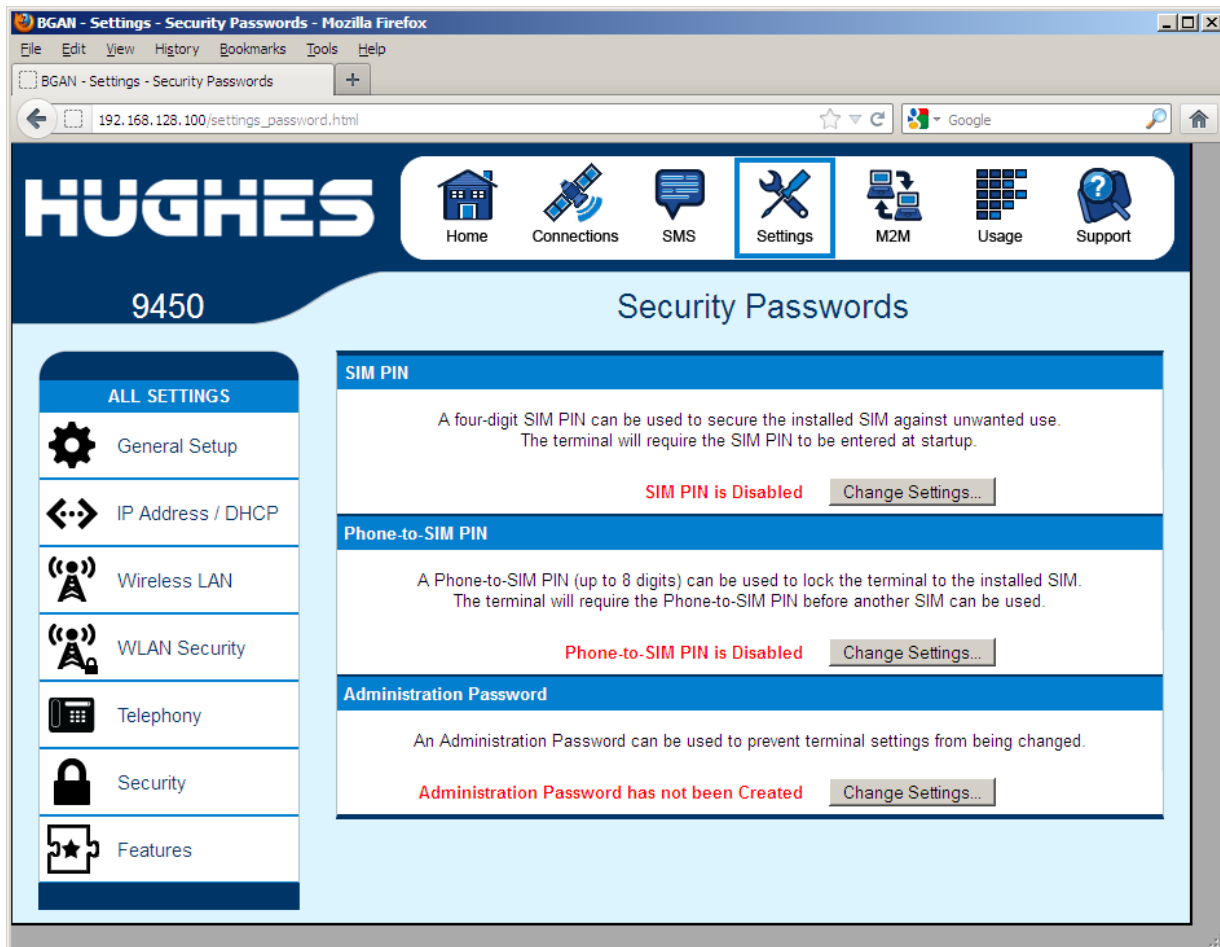 BGAN - Settings - Security Passwords - Mozilla Firefox
File Edit View History Bookmarks Tools Help
BGAN - Settings - Security Passwords +
192.168.128.100/settings_password.html
Google
HUGHES
Home Connections SMS Settings M2M Usage Support
9450
Security Passwords
ALL SETTINGS
General Setup
IP Address / DHCP
Wireless LAN
WLAN Security
Telephony
Security
Features
SIM PIN
A four-digit SIM PIN can be used to secure the installed SIM against unwanted use.
The terminal will require the SIM PIN to be entered at startup.
SIM PIN is Disabled Change Settings...
Phone-to-SIM PIN
A Phone-to-SIM PIN (up to 8 digits) can be used to lock the terminal to the installed SIM.
The terminal will require the Phone-to-SIM PIN before another SIM can be used.
Phone-to-SIM PIN is Disabled Change Settings...
Administration Password
An Administration Password can be used to prevent terminal settings from being changed.
Administration Password has not been Created Change Settings...